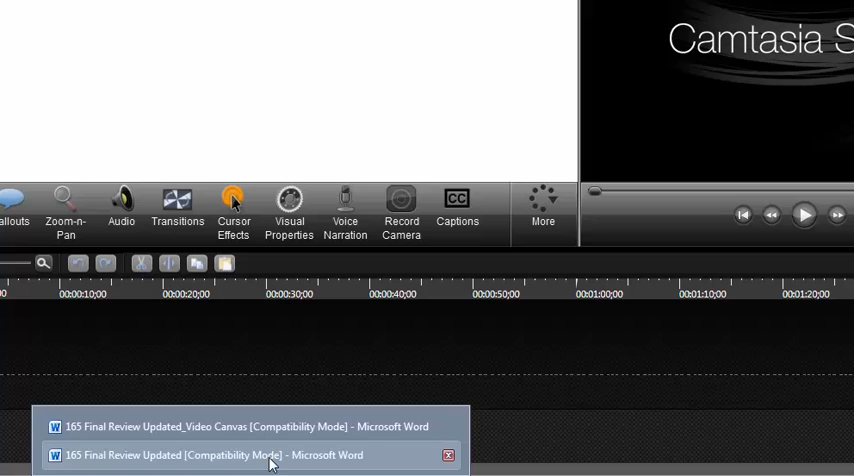 Camtasia S
allouts
Zoom-n-
Pan
Audio
Transitions
Cursor
Effects
Visual
Properties
Voice
Narration
Record
Camera
CC
Captions
More
00 00:00:10;00 00:00:20;00 00:00:30;00 00:00:40;00 00:00:50;00 00:01:00;00 00:01:10;00 00:01:20;00
165 Final Review Updated_Video Canvas [Compatibility Mode] - Microsoft Word
165 Final Review Updated [Compatibility Mode] - Microsoft Word